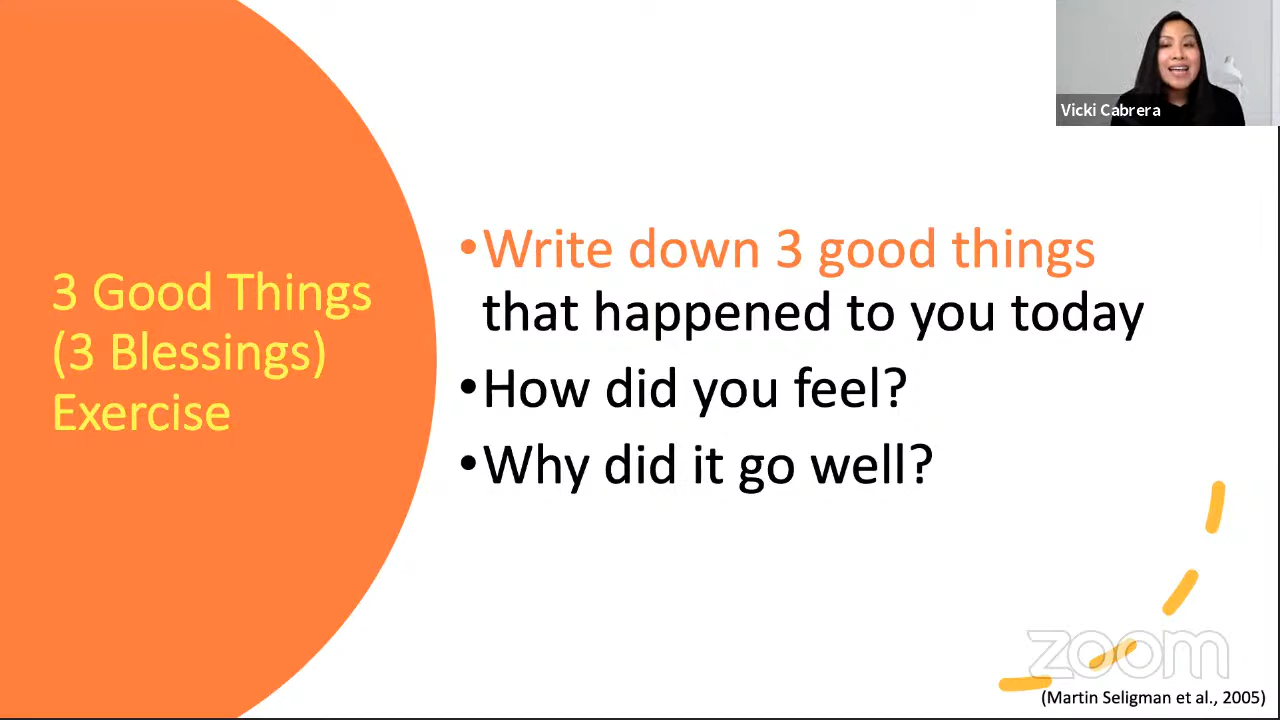 Vicki Cabrera
3 Good Things
(3 Blessings)
Exercise
•Write down 3 good things
that happened to you today
•How did you feel?
•Why did it go well?
zoom
(Martin Seligman et al., 2005)